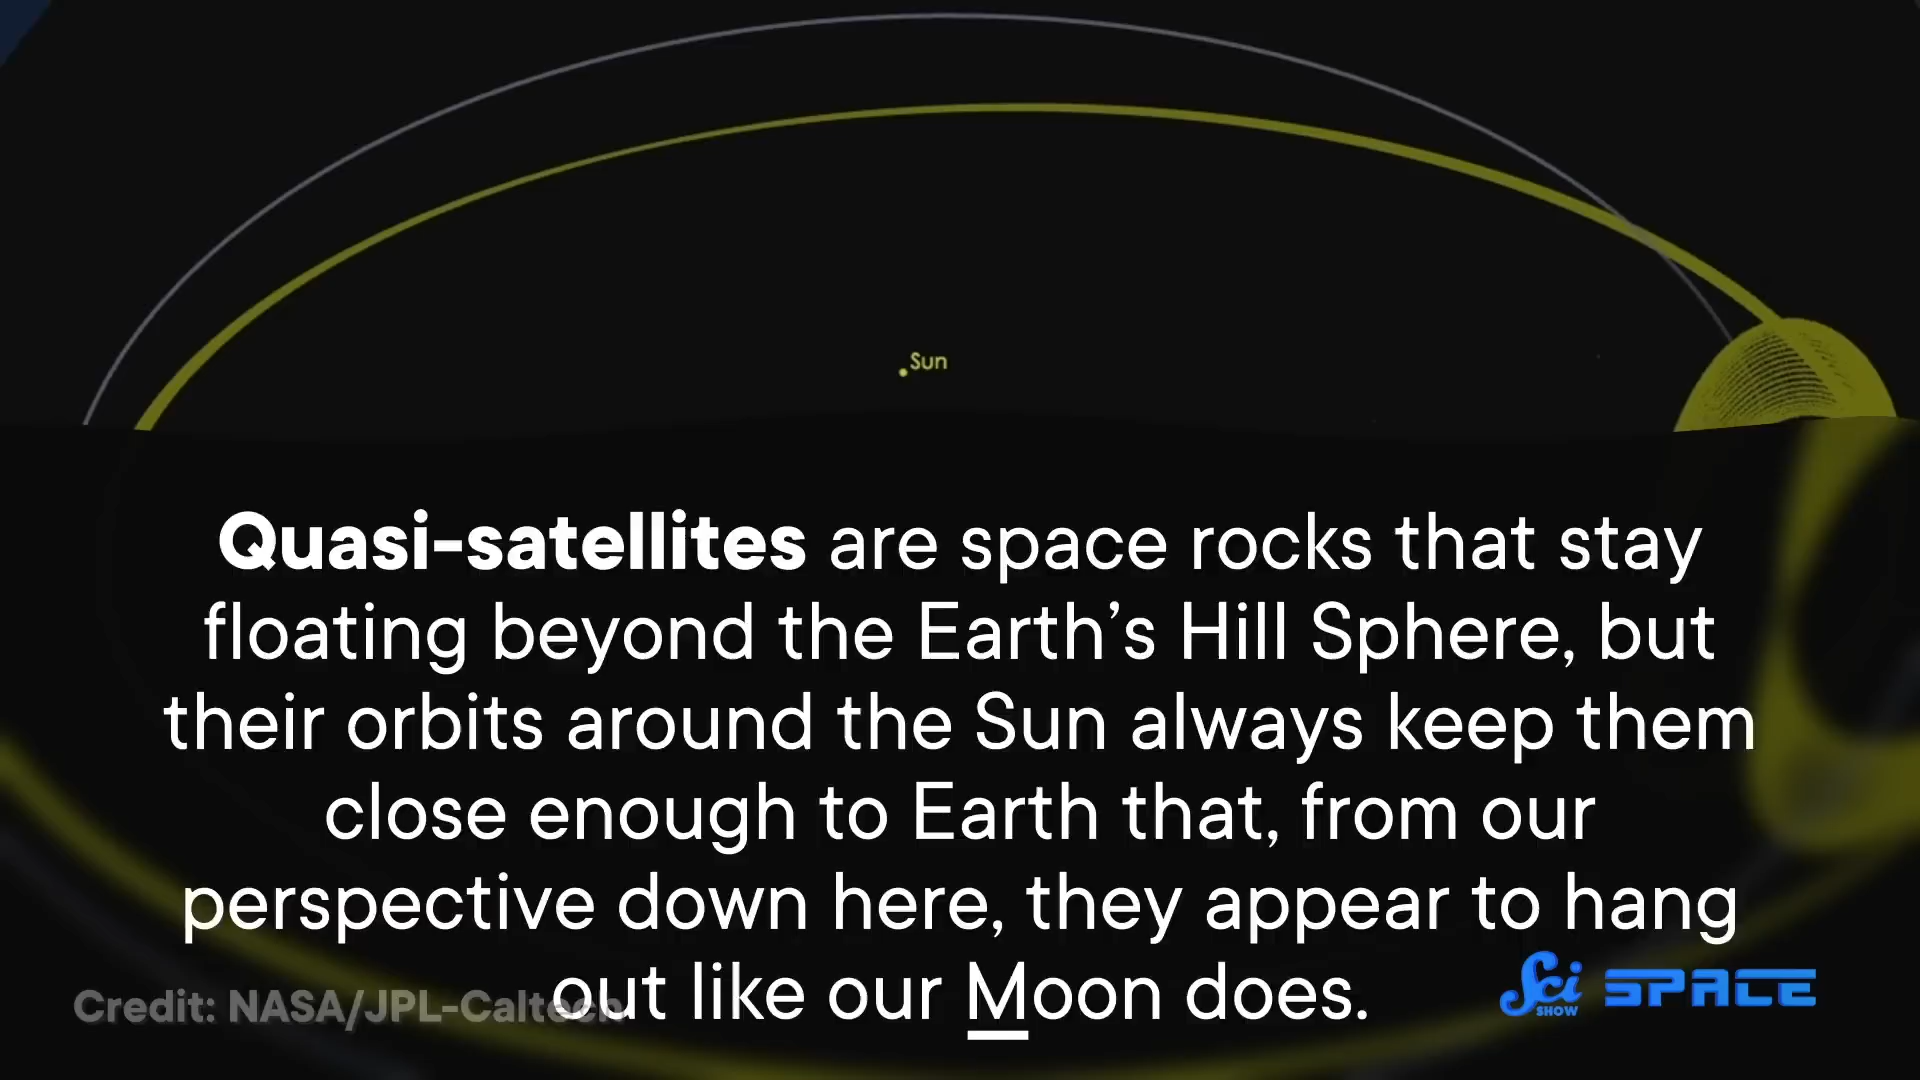 Sun
Quasi-satellites are space rocks that stay
floating beyond the Earth's Hill Sphere, but
their orbits around the Sun always keep them
close enough to Earth that, from our
perspective down here, they appear to hang
out like our Moon does.
Credit: NASA/JPL-Caltech
Sci SHOW SPACE